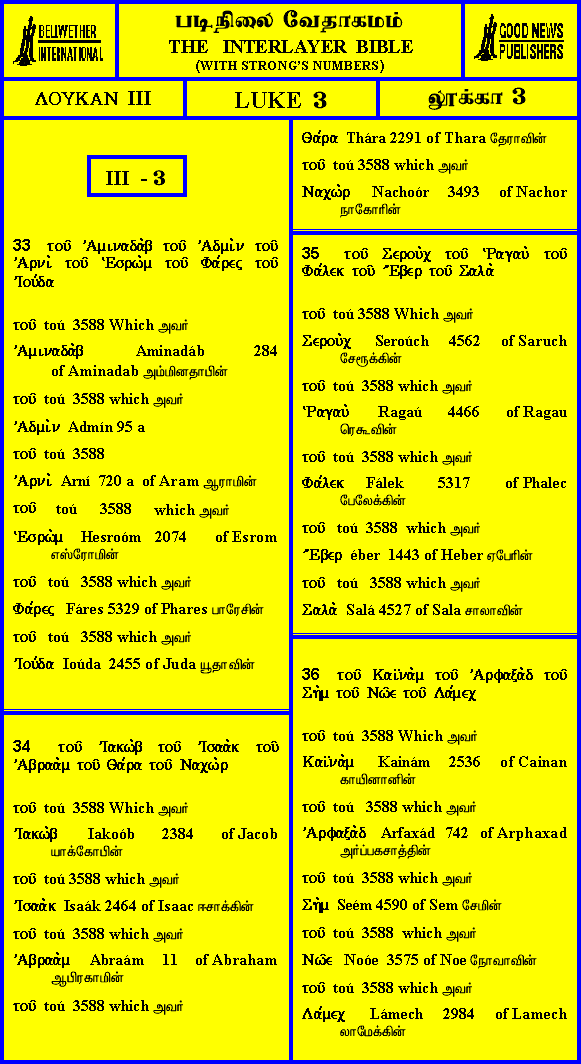 BELLWETHER
INTERNATIONAL
படிநிலை வேதாகமம்
THE INTERLAYER BIBLE
(WITH STRONG'S NUMBERS)
GOOD NEWS
PUBLISHERS
ΛΟΥΚΑΝ III
LUKE 3
லூக்கா 3
III - 3
33 τοῦ Ἀμιναδὰβ τοῦ Ἀδμὶν τοῦ
Ἀρνὶ τοῦ Ἑσρὼμ τοῦ Φάρες τοῦ
Ἰούδα
τοῦ toú 3588 Which அவர்
Ἀμιναδὰβ Aminadáb 284
of Aminadab அம்மினதாபின்
τοῦ toú 3588 which அவர்
Ἀδμὶν Admín 95 a
τοῦ toú 3588
Ἀρνὶ Arní 720 a of Aram ஆராமின்
τοῦ toú 3588 which அவர்
Ἑσρὼμ Hesroóm 2074 of Esrom
எஸ்ரோமின்
τοῦ toú 3588 which அவர்
Φάρες Fáres 5329 of Phares பாரேசின்
τοῦ toú 3588 which அவர்
Ἰούδα Ioúda 2455 of Juda யூதாவின்
34 τοῦ Ἰακὼβ τοῦ Ἰσαὰκ τοῦ
Ἀβραὰμ τοῦ Θάρα τοῦ Ναχὼρ
τοῦ toú 3588 Which அவர்
Ἰακὼβ Iakoób 2384 of Jacob
யாக்கோபின்
τοῦ toú 3588 which அவர்
Ἰσαὰκ Isaák 2464 of Isaac ஈசாக்கின்
τοῦ toú 3588 which அவர்
Ἀβραὰμ Abraám 11 of Abraham
ஆபிரகாமின்
τοῦ toú 3588 which அவர்
Θάρα Thára 2291 of Thara தேராவின்
τοῦ toú 3588 which அவர்
Ναχὼρ Nachoór 3493 of Nachor
நாகோரின்
35 τοῦ Σεροὺχ τοῦ Ῥαγαὺ τοῦ
Φάλεκ τοῦ Ἔβερ τοῦ Σαλὰ
τοῦ toú 3588 Which அவர்
Σεροὺχ Seroúch 4562 of Saruch
சேரூக்கின்
τοῦ toú 3588 which அவர்
Ῥαγαὺ Ragaú 4466 of Ragau
ரெகூவின்
τοῦ toú 3588 which அவர்
Φάλεκ Fálek 5317 of Phalec
பேலேக்கின்
τοῦ toú 3588 which அவர்
Ἔβερ éber 1443 of Heber ஏபேரின்
τοῦ toú 3588 which அவர்
Σαλὰ Salá 4527 of Sala சாலாவின்
36 τοῦ Καϊνὰμ τοῦ Ἀρφαξὰδ τοῦ
Σὴμ τοῦ Νῶε τοῦ Λάμεχ
τοῦ toú 3588 Which அவர்
Καϊνὰμ Kainám 2536 of Cainan
காயினானின்
τοῦ toú 3588 which அவர்
Ἀρφαξὰδ Arfaxád 742 of Arphaxad
அர்ப்பகசாத்தின்
τοῦ toú 3588 which அவர்
Σὴμ Seém 4590 of Sem சேமின்
τοῦ toú 3588 which அவர்
Νῶε Noóe 3575 of Noe நோவாவின்
τοῦ toú 3588 which அவர்
Λάμεχ Lámech 2984 of Lamech
லாமேக்கின்